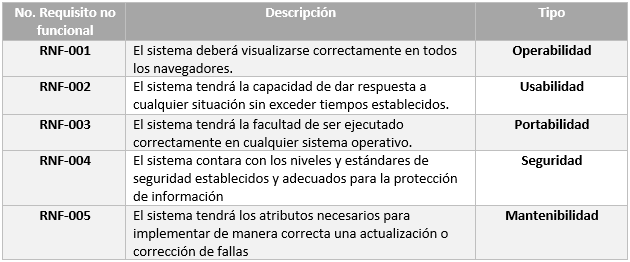 No. Requisito no Descripción Tipo
funcional
RNF-001 El sistema deberá visualizarse correctamente en todos Operabilidad
los navegadores.
RNF-002 El sistema tendrá la capacidad de dar respuesta a Usabilidad
cualquier situación sin exceder tiempos establecidos.
RNF-003 El sistema tendrá la facultad de ser ejecutado Portabilidad
correctamente en cualquier sistema operativo.
RNF-004 El sistema contara con los niveles y estándares de Seguridad
seguridad establecidos y adecuados para la protección
de información
RNF-005 El sistema tendrá los atributos necesarios para Mantenibilidad
implementar de manera correcta una actualización o
corrección de fallas